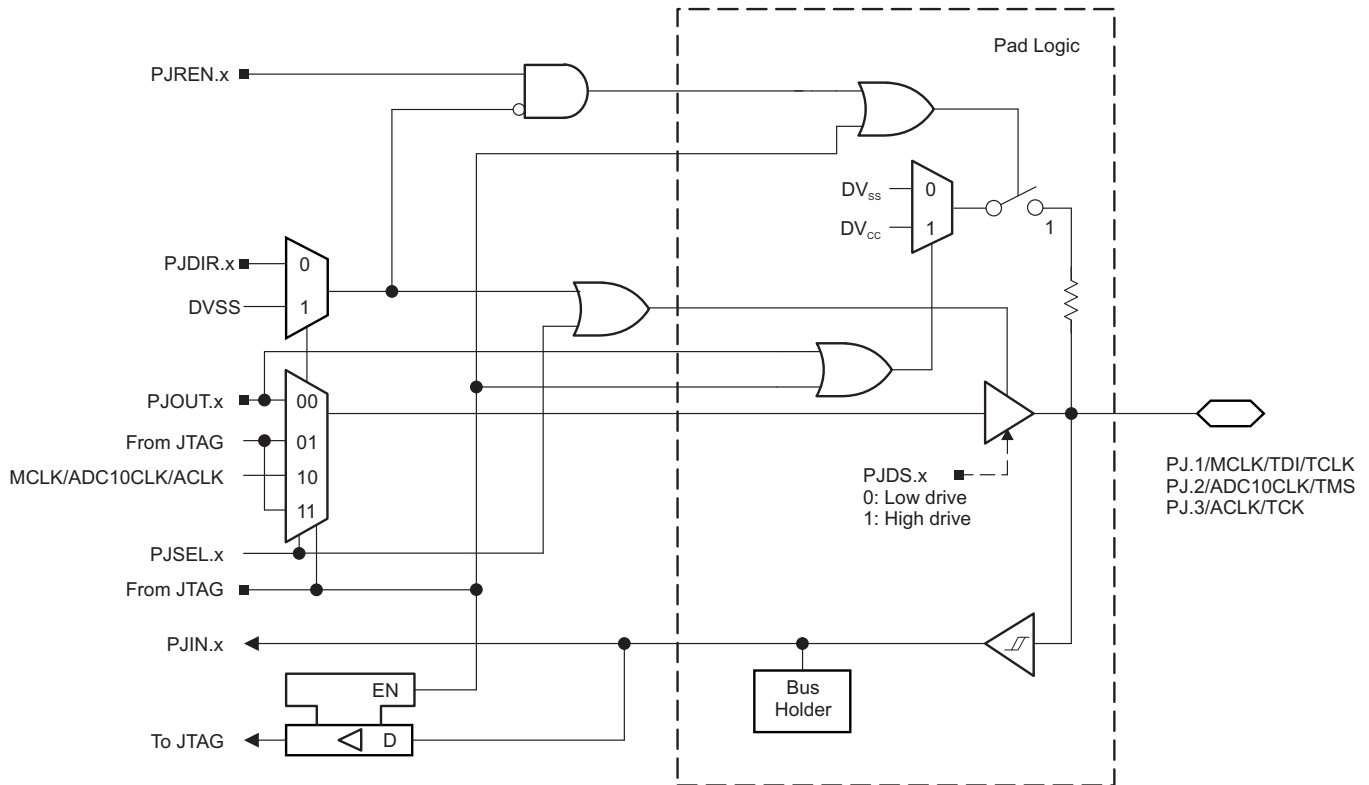 Pad Logic
PJREN.x
DVSS
0
DVCC
1
1
PJDIR.x
0
DVSS
1
PJOUT.x
00
From JTAG
01
MCLK/ADC10CLK/ACLK
10
11
PJDS.x
0: Low drive
1: High drive
PJ.1/MCLK/TDI/TCLK
PJ.2/ADC10CLK/TMS
PJ.3/ACLK/TCK
PJSEL.x
From JTAG
PJIN.x
Bus
Holder
EN
To JTAG
D